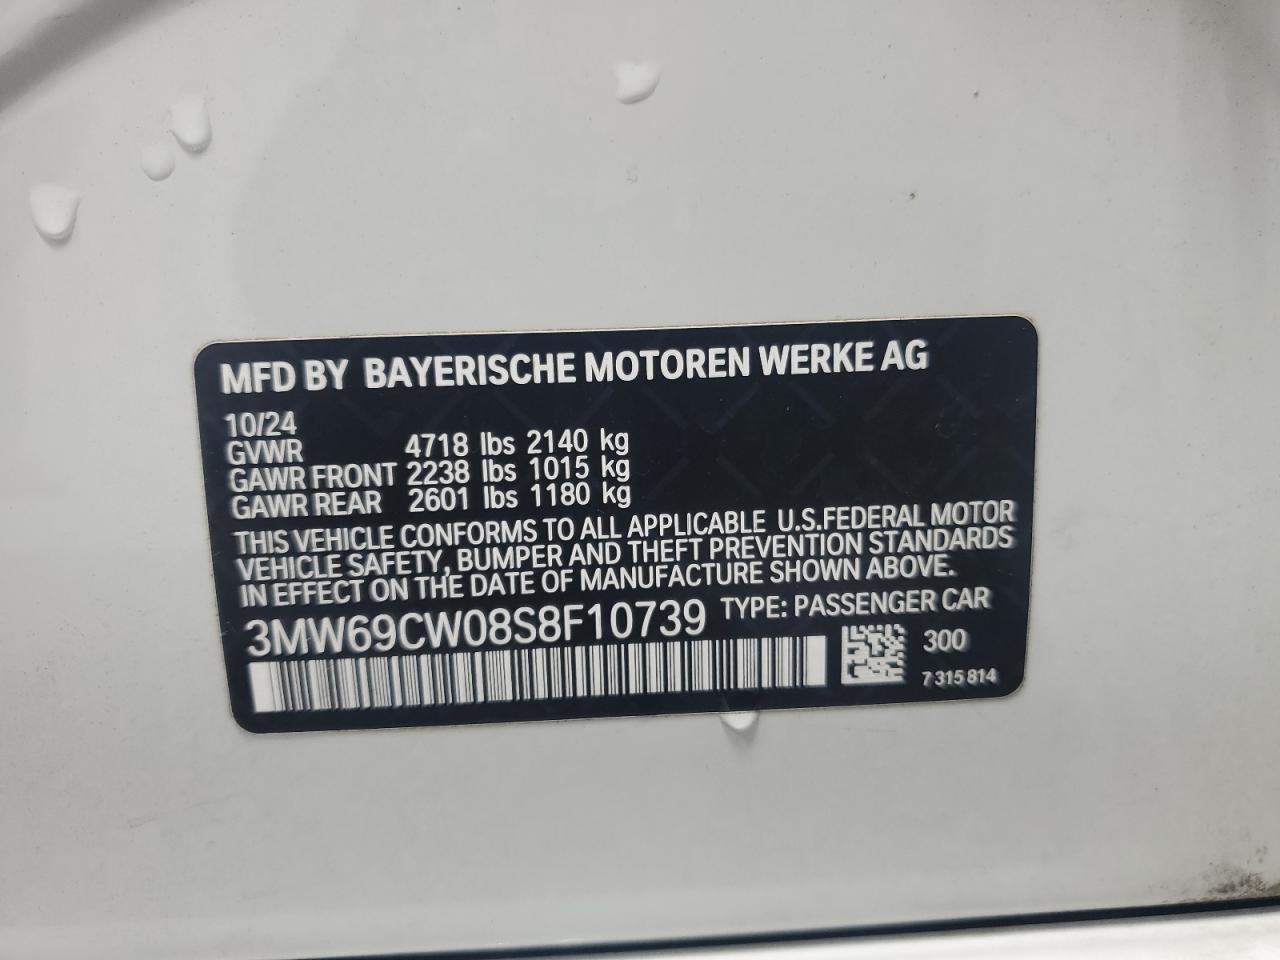 MFD BY BAYERISCHE MOTOREN WERKE AG
10/24
GVWR 4718 lbs 2140 kg
GAWR FRONT 2238 lbs 1015 kg
GAWR REAR 2601 lbs 1180 kg
THIS VEHICLE CONFORMS TO ALL APPLICABLE U.S.FEDERAL MOTOR
VEHICLE SAFETY, BUMPER AND THEFT PREVENTION STANDARDS
IN EFFECT ON THE DATE OF MANUFACTURE SHOWN ABOVE.
3MW69CW08S8F10739 TYPE: PASSENGER CAR
300
7 315 814